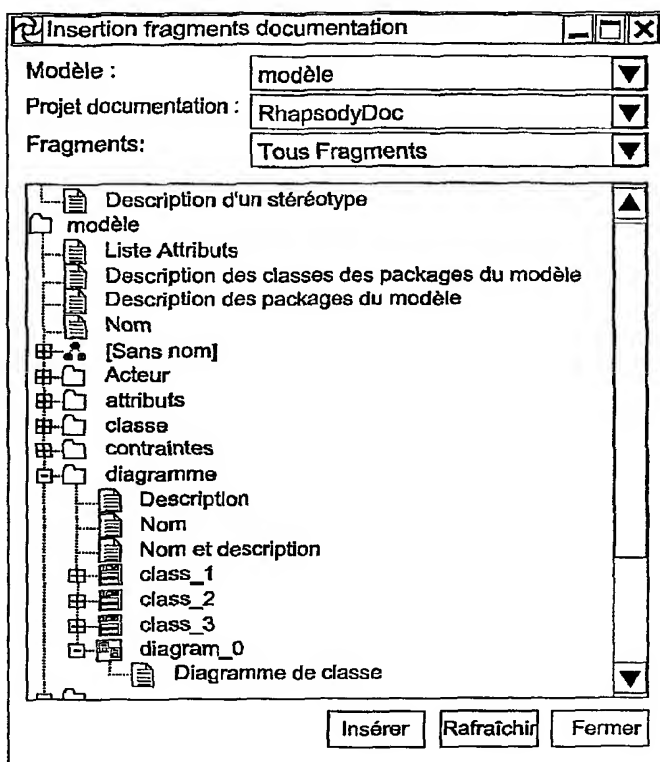 Insertion fragments documentation
Modèle : modèle
Projet documentation : RhapsodyDoc
Fragments: Tous Fragments
Description d'un stéréotype
modèle
Liste Attributs
Description des classes des packages du modèle
Description des packages du modèle
Nom
[Sans nom]
Acteur
attributs
classe
contraintes
diagramme
Description
Nom
Nom et description
class_1
class_2
class_3
diagram_0
Diagramme de classe
Insérer Rafraîchir Fermer